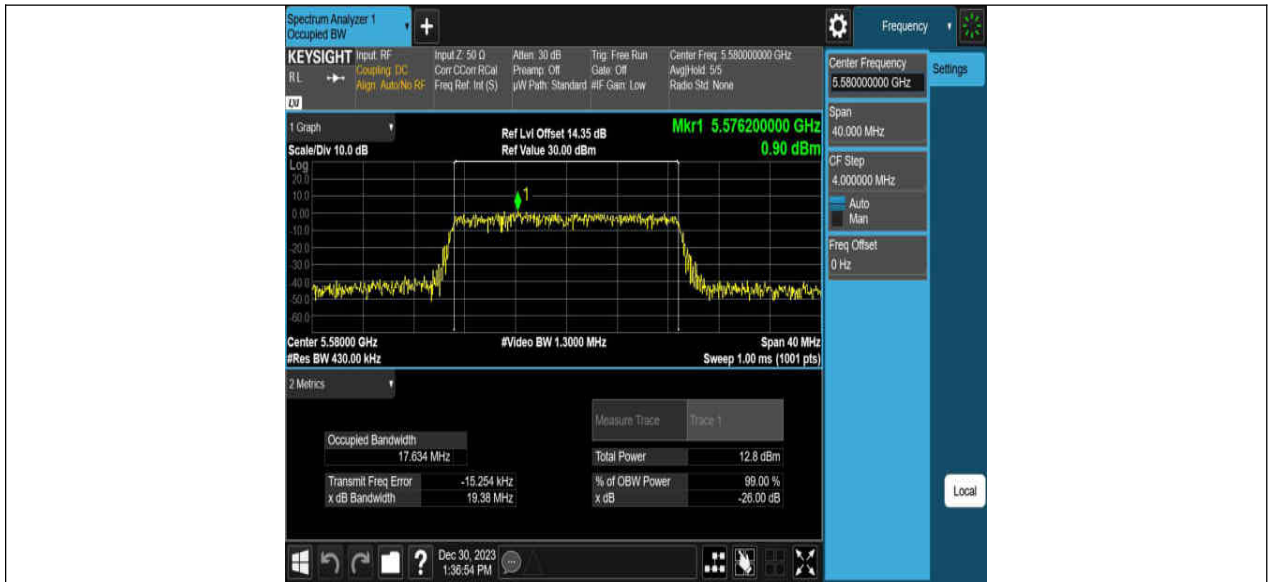 Spectrum Analyzer 1
Occupied BW
+
Frequency
KEYSIGHT
RL
LXI
Input: RF
Coupling: DC
Align: Auto/No RF
Input Z: 50 Ω
Corr CCorr RCal
Freq Ref: Int (S)
Atten: 30 dB
Preamp: Off
µW Path: Standard
Trig: Free Run
Gate: Off
#IF Gain: Low
Center Freq: 5.580000000 GHz
Avg|Hold: 5/5
Radio Std: None
Center Frequency
5.580000000 GHz
Settings
Span
40.000 MHz
CF Step
4.000000 MHz
Auto
Man
Freq Offset
0 Hz
Local
1 Graph
Scale/Div 10.0 dB
Ref Lvl Offset 14.35 dB
Ref Value 30.00 dBm
Mkr1 5.576200000 GHz
0.90 dBm
Log
20.0
10.0
0.00
-10.0
-20.0
-30.0
-40.0
-50.0
-60.0
1
Center 5.58000 GHz
#Video BW 1.3000 MHz
Span 40 MHz
#Res BW 430.00 kHz
Sweep 1.00 ms (1001 pts)
2 Metrics
Measure Trace Trace 1
Occupied Bandwidth
17.634 MHz
Total Power 12.8 dBm
Transmit Freq Error -15.254 kHz
% of OBW Power 99.00 %
x dB Bandwidth 19.38 MHz
x dB -26.00 dB
?
Dec 30, 2023
1:36:54 PM